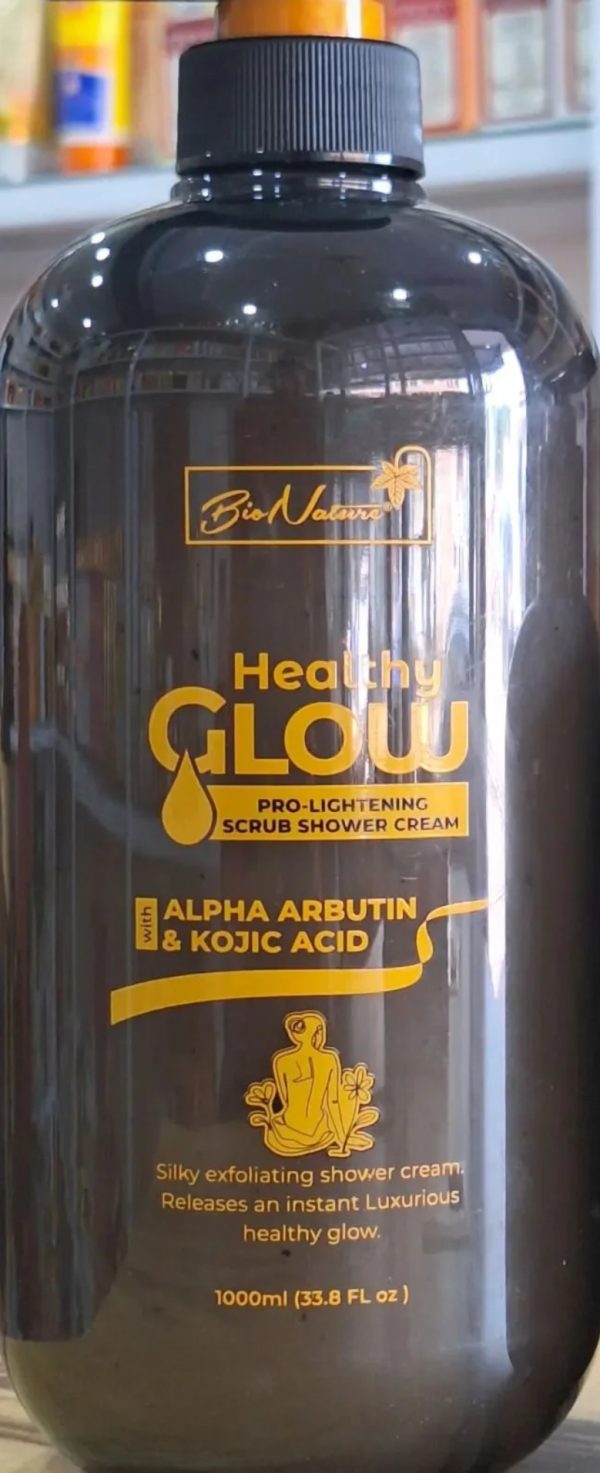 BioNature®
Healthy
GLOW
PRO-LIGHTENING
SCRUB SHOWER CREAM
with
ALPHA ARBUTIN
& KOJIC ACID
Silky exfoliating shower cream.
Releases an instant Luxurious
healthy glow.
1000ml (33.8 FL oz )